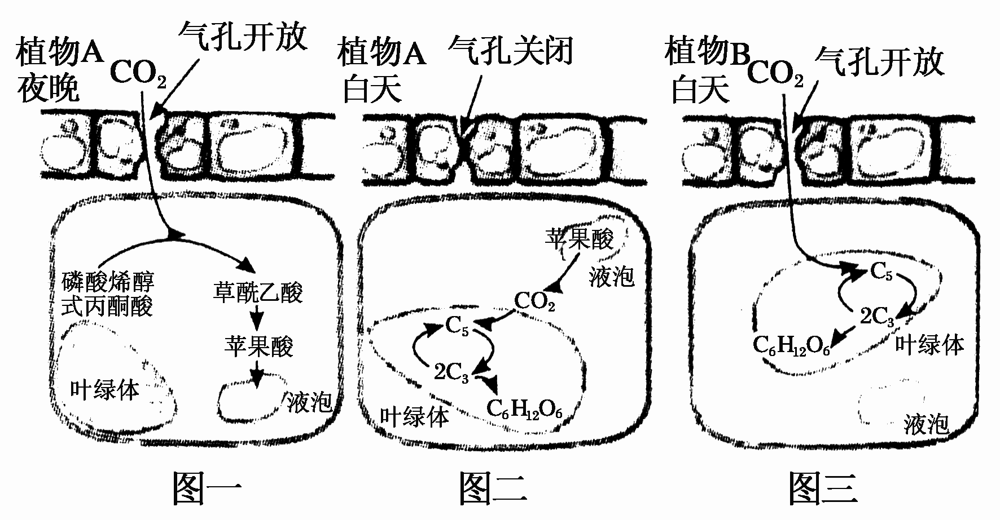 植物A
夜晚
CO₂
气孔开放
磷酸烯醇
式丙酮酸
草酰乙酸
苹果酸
叶绿体
液泡
图一
植物A
白天
气孔关闭
苹果酸
液泡
CO₂
C₅
2C₃
C₆H₁₂O₆
叶绿体
图二
植物B
白天
CO₂
气孔开放
C₅
2C₃
C₆H₁₂O₆
叶绿体
液泡
图三